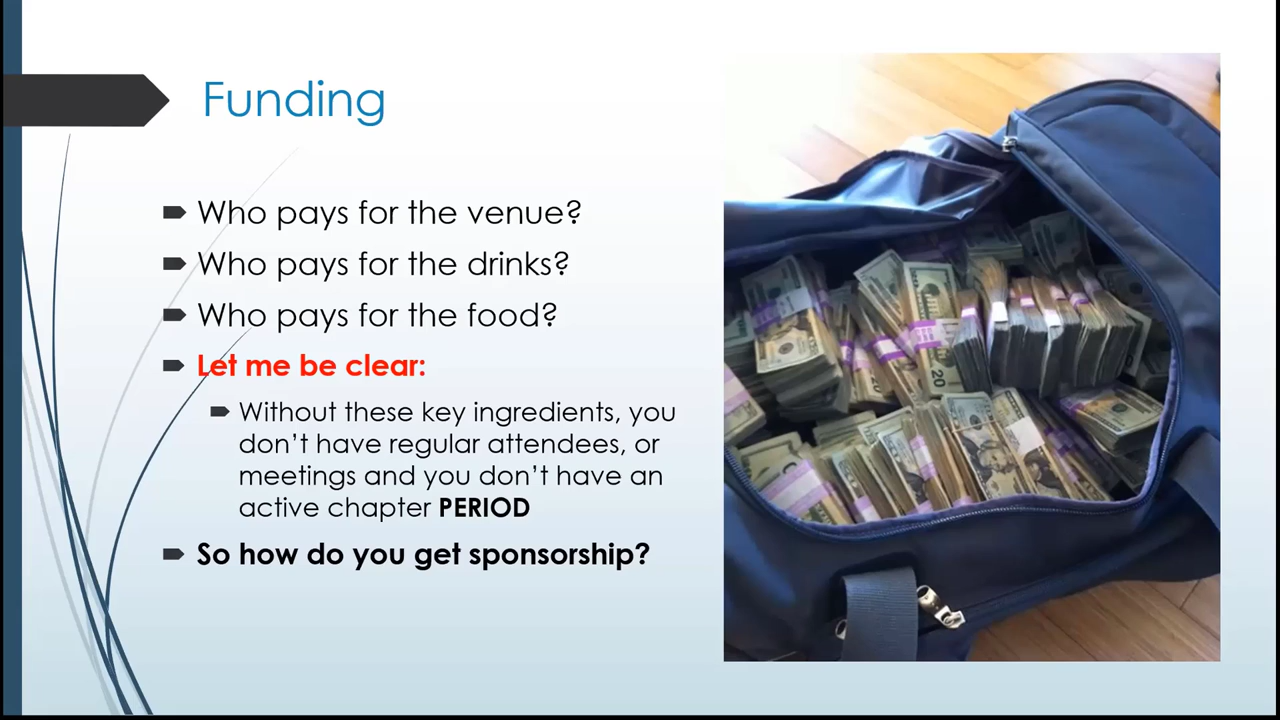 Funding
Who pays for the venue?
Who pays for the drinks?
Who pays for the food?
Let me be clear:
Without these key ingredients, you
don't have regular attendees, or
meetings and you don't have an
active chapter PERIOD
So how do you get sponsorship?
20